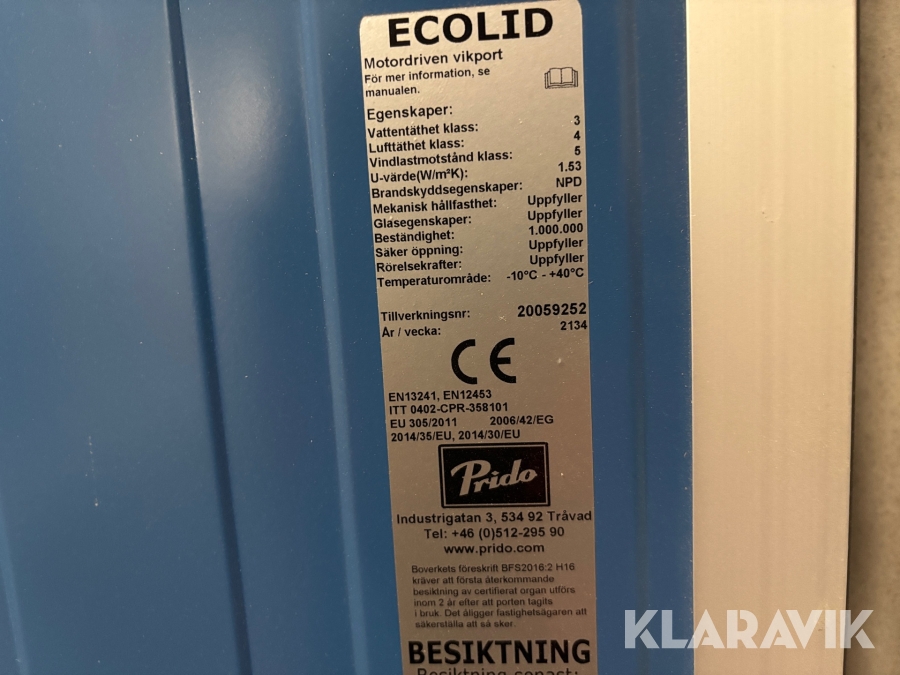 ECOLID
Motordriven vikport
För mer information, se
manualen.
Egenskaper:
Vattentäthet klass: 3
Lufttäthet klass: 4
Vindlastmotstånd klass: 5
U-värde(W/m²K): 1.53
Brandskyddsegenskaper: NPD
Mekanisk hållfasthet: Uppfyller
Glasegenskaper: Uppfyller
Beständighet: 1.000.000
Säker öppning: Uppfyller
Rörelsekrafter: Uppfyller
Temperaturområde: -10°C - +40°C
Tillverkningsnr: 20059252
År / vecka: 2134
CE
EN13241, EN12453
ITT 0402-CPR-358101
EU 305/2011 2006/42/EG
2014/35/EU, 2014/30/EU
Prido
Industrigatan 3, 534 92 Tråvad
Tel: +46 (0)512-295 90
www.prido.com
Boverkets föreskrift BFS2016:2 H16
kräver att första återkommande
besiktning av certifierat organ utförs
inom 2 år efter att porten tagits
i bruk. Det åligger fastighetsägaren att
säkerställa att så sker.
KLARAVIK
BESIKTNING
Besiktning senast: